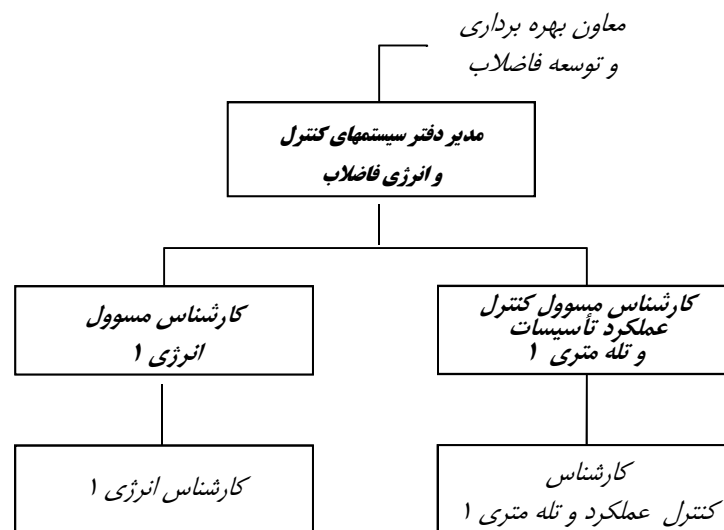 معاون بهره برداری
و توسعه فاضلاب
مدیر دفتر سیستمهای کنترل
و انرژی فاضلاب
کارشناس مسوول کنترل
عملکرد تأسیسات
و تله متری ۱
کارشناس مسوول
انرژی ۱
کارشناس
کنترل عملکرد و تله متری ۱
کارشناس انرژی ۱